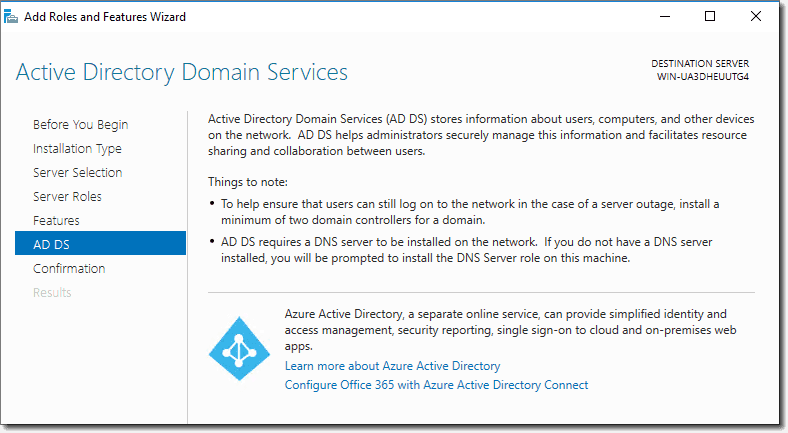 Add Roles and Features Wizard
Active Directory Domain Services
DESTINATION SERVER
WIN-UA3DHEUUTG4
Before You Begin
Installation Type
Server Selection
Server Roles
Features
AD DS
Confirmation
Results
Active Directory Domain Services (AD DS) stores information about users, computers, and other devices
on the network.  AD DS helps administrators securely manage this information and facilitates resource
sharing and collaboration between users.
Things to note:
• To help ensure that users can still log on to the network in the case of a server outage, install a
minimum of two domain controllers for a domain.
• AD DS requires a DNS server to be installed on the network.  If you do not have a DNS server
installed, you will be prompted to install the DNS Server role on this machine.
Azure Active Directory, a separate online service, can provide simplified identity and
access management, security reporting, single sign-on to cloud and on-premises web
apps.
Learn more about Azure Active Directory
Configure Office 365 with Azure Active Directory Connect